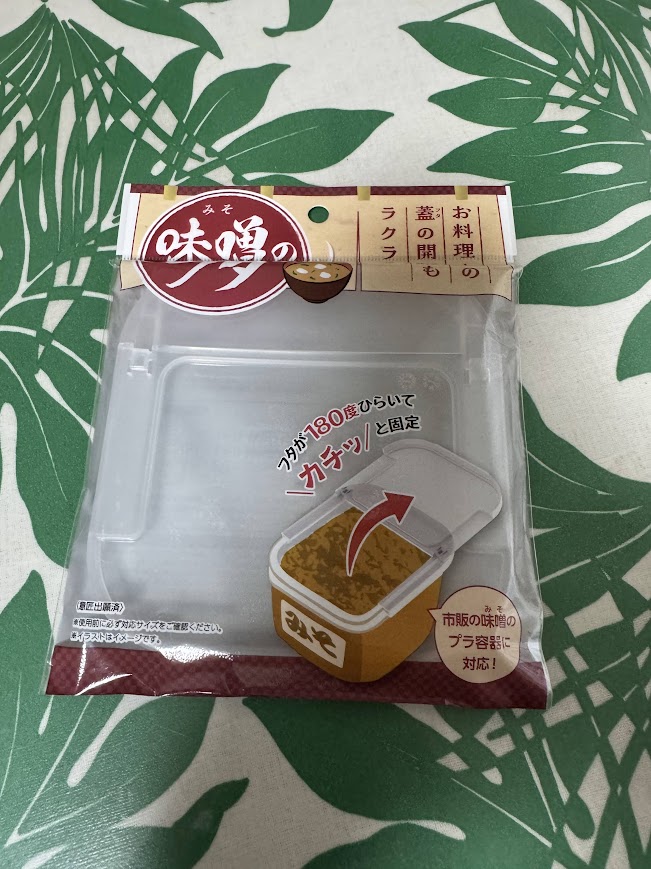 みそ
味噌の
お料理の
蓋の開も
フタ
ラクラ
フタが180度ひらいて
カチッと固定
みそ
〈意匠出願済〉
※使用前に必ず対応サイズをご確認ください。
※イラストはイメージです。
市販の味噌の
みそ
プラ容器に
対応！